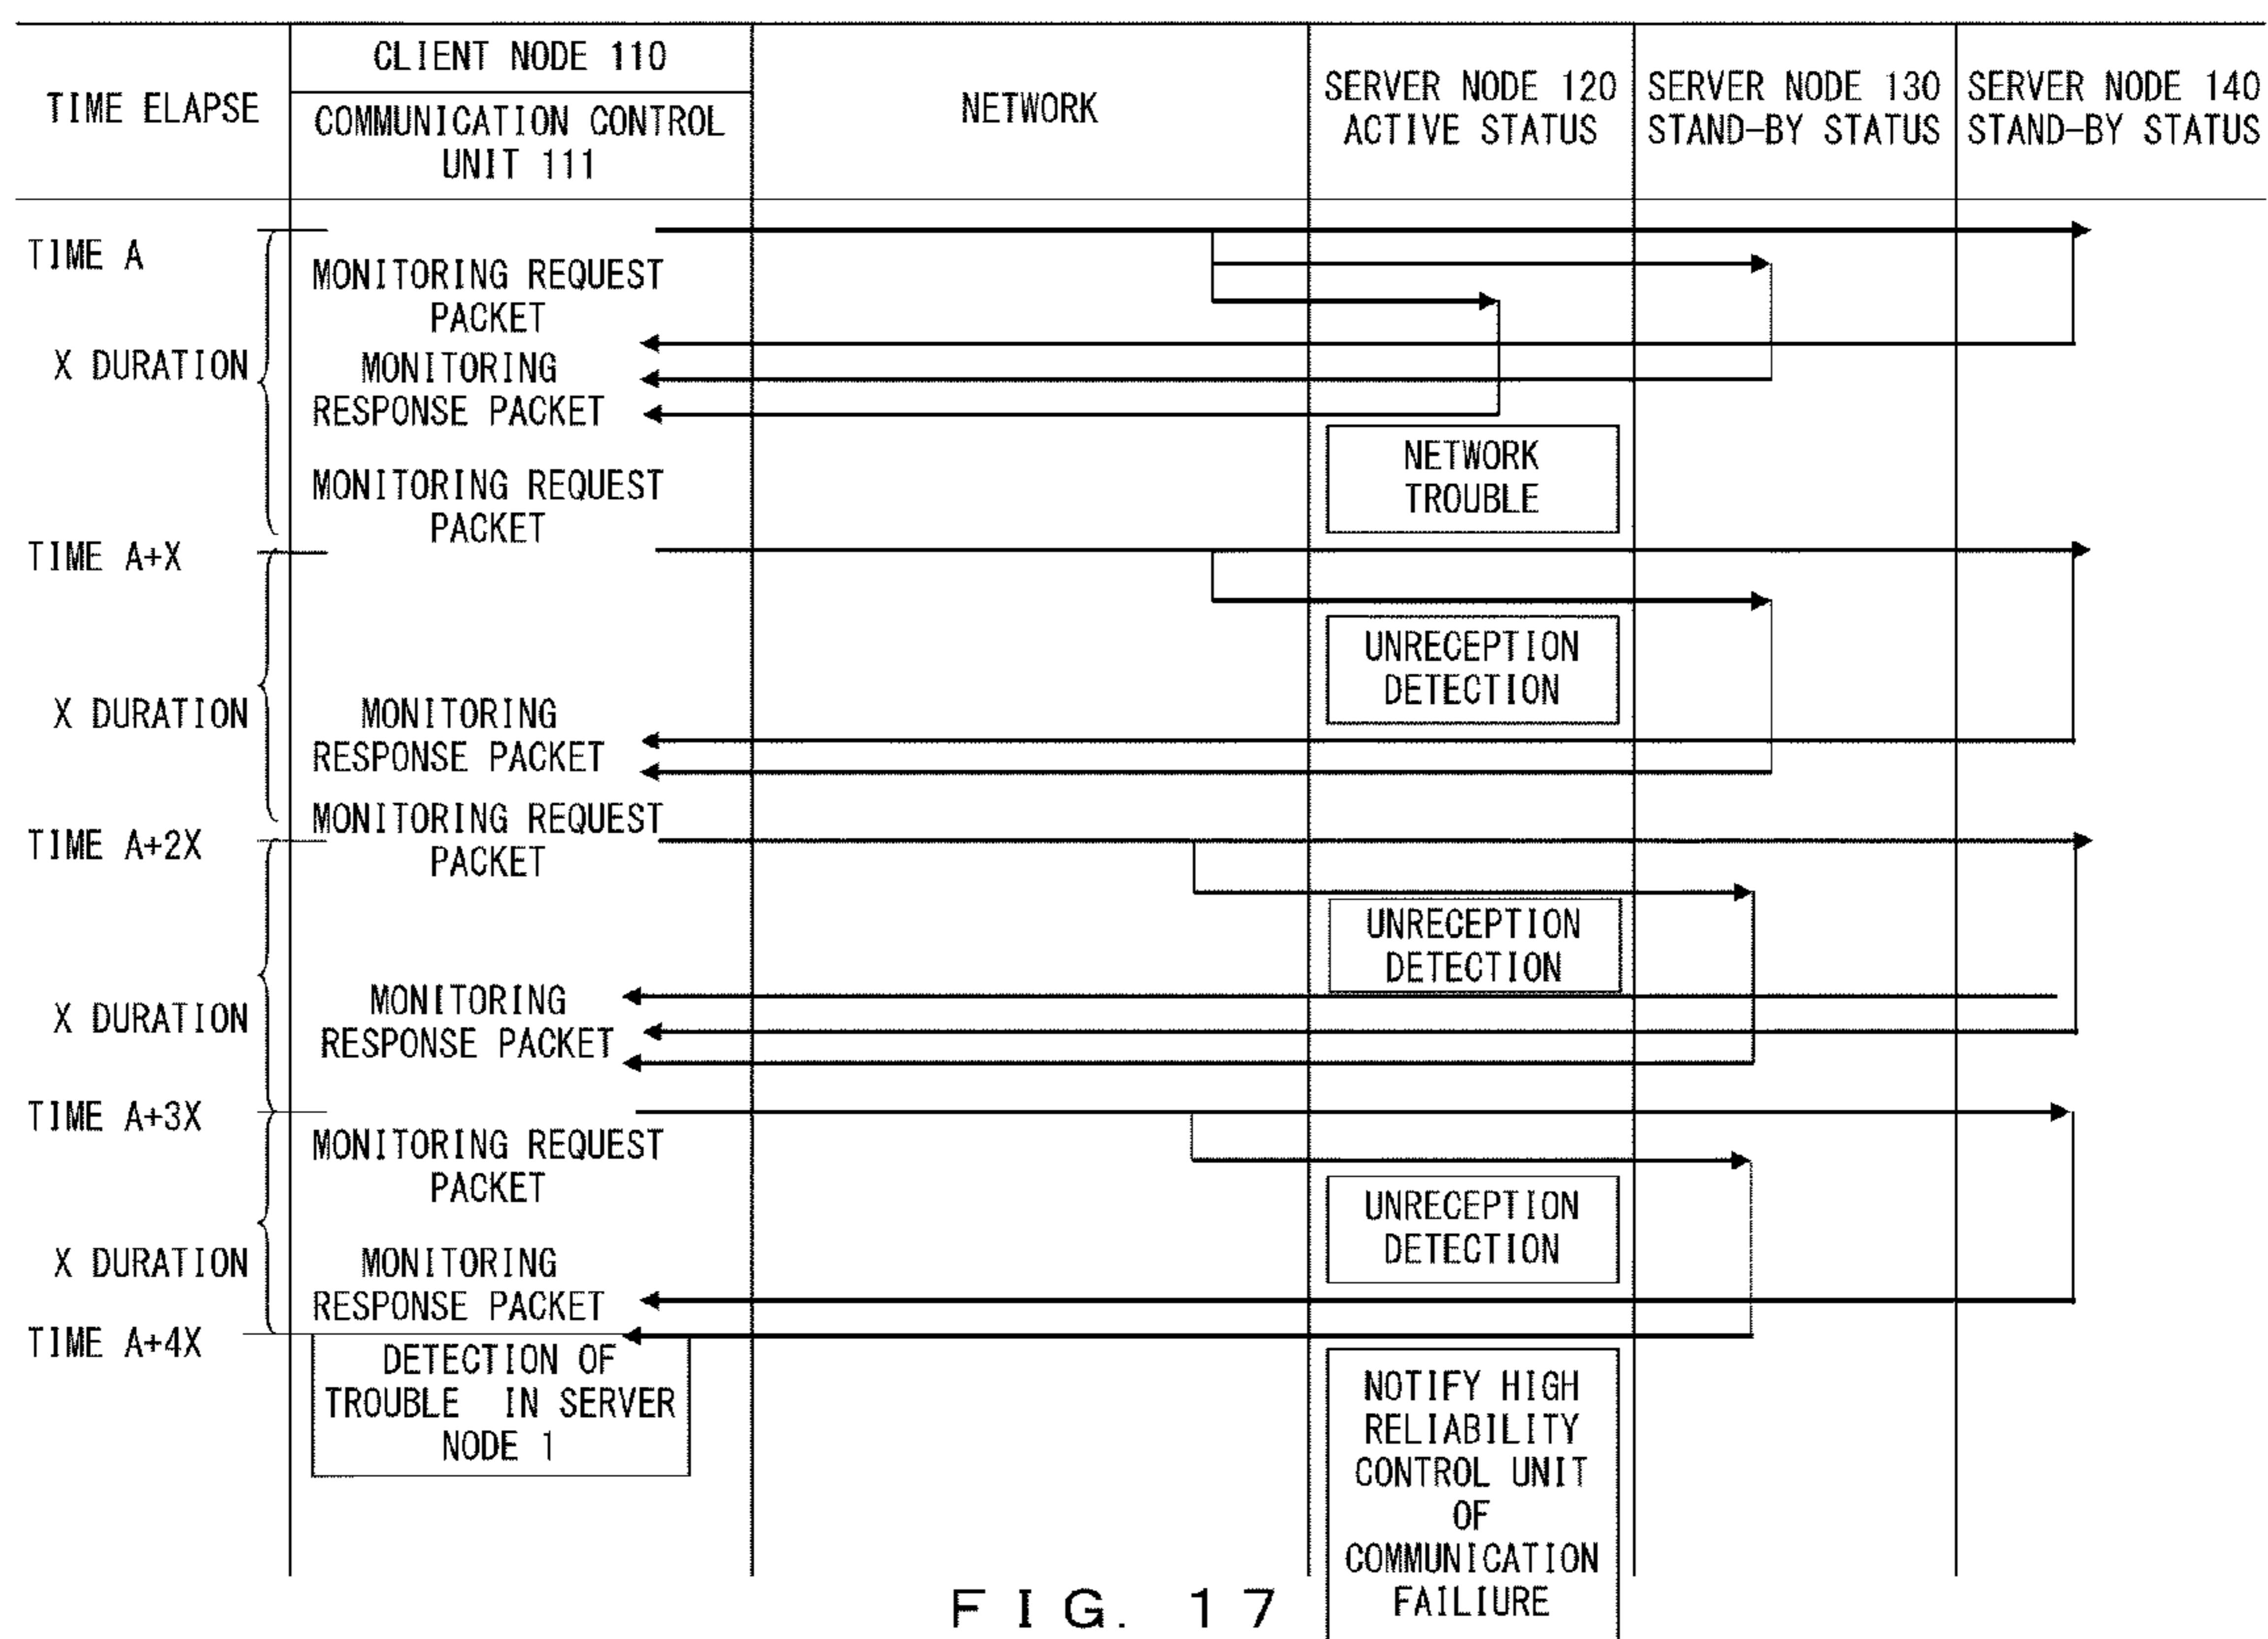 TIME ELAPSE
CLIENT NODE 110
COMMUNICATION CONTROL
UNIT 111
NETWORK
SERVER NODE 120
ACTIVE STATUS
SERVER NODE 130
STAND-BY STATUS
SERVER NODE 140
STAND-BY STATUS
TIME A
MONITORING REQUEST
PACKET
X DURATION
MONITORING
RESPONSE PACKET
NETWORK
TROUBLE
MONITORING REQUEST
PACKET
TIME A+X
UNRECEPTION
DETECTION
X DURATION
MONITORING
RESPONSE PACKET
MONITORING REQUEST
PACKET
TIME A+2X
UNRECEPTION
DETECTION
X DURATION
MONITORING
RESPONSE PACKET
TIME A+3X
MONITORING REQUEST
PACKET
UNRECEPTION
DETECTION
X DURATION
MONITORING
RESPONSE PACKET
TIME A+4X
DETECTION OF
TROUBLE IN SERVER
NODE 1
NOTIFY HIGH
RELIABILITY
CONTROL UNIT
OF
COMMUNICATION
FAILIURE
FIG. 17